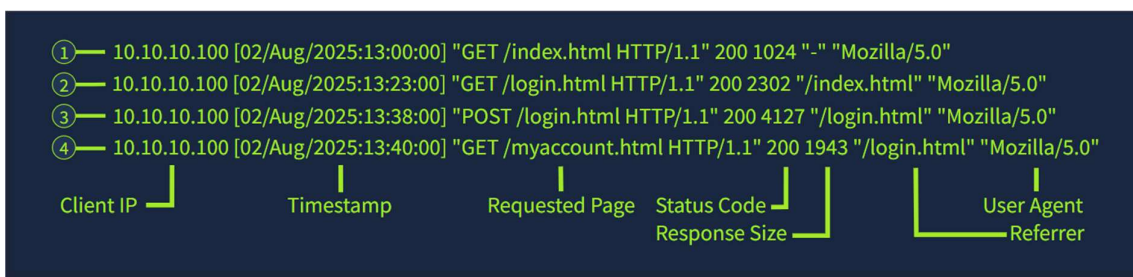 1 10.10.10.100 [02/Aug/2025:13:00:00] "GET /index.html HTTP/1.1" 200 1024 "-" "Mozilla/5.0"
2 10.10.10.100 [02/Aug/2025:13:23:00] "GET /login.html HTTP/1.1" 200 2302 "/index.html" "Mozilla/5.0"
3 10.10.10.100 [02/Aug/2025:13:38:00] "POST /login.html HTTP/1.1" 200 4127 "/login.html" "Mozilla/5.0"
4 10.10.10.100 [02/Aug/2025:13:40:00] "GET /myaccount.html HTTP/1.1" 200 1943 "/login.html" "Mozilla/5.0"
Client IP Timestamp Requested Page Status Code User Agent
Response Size Referrer